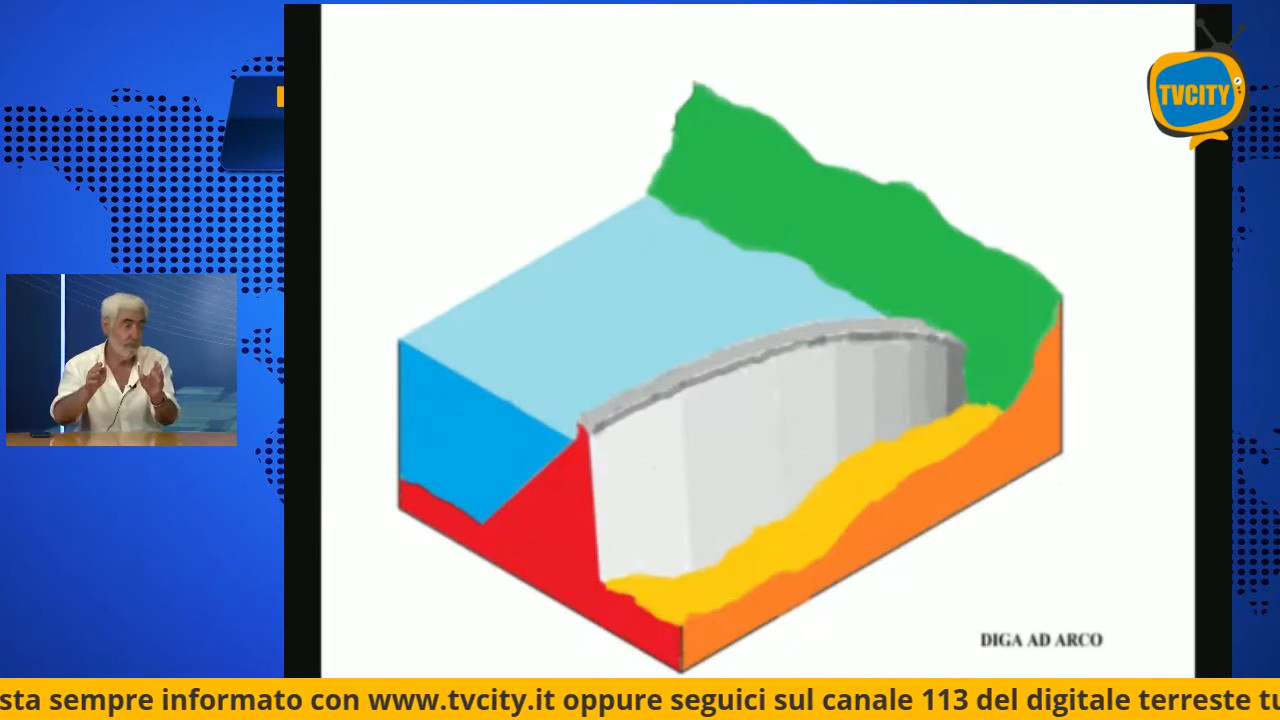 TVCITY
DIGA AD ARCO
sta sempre informato con www.tvcity.it oppure seguici sul canale 113 del digitale terreste tu